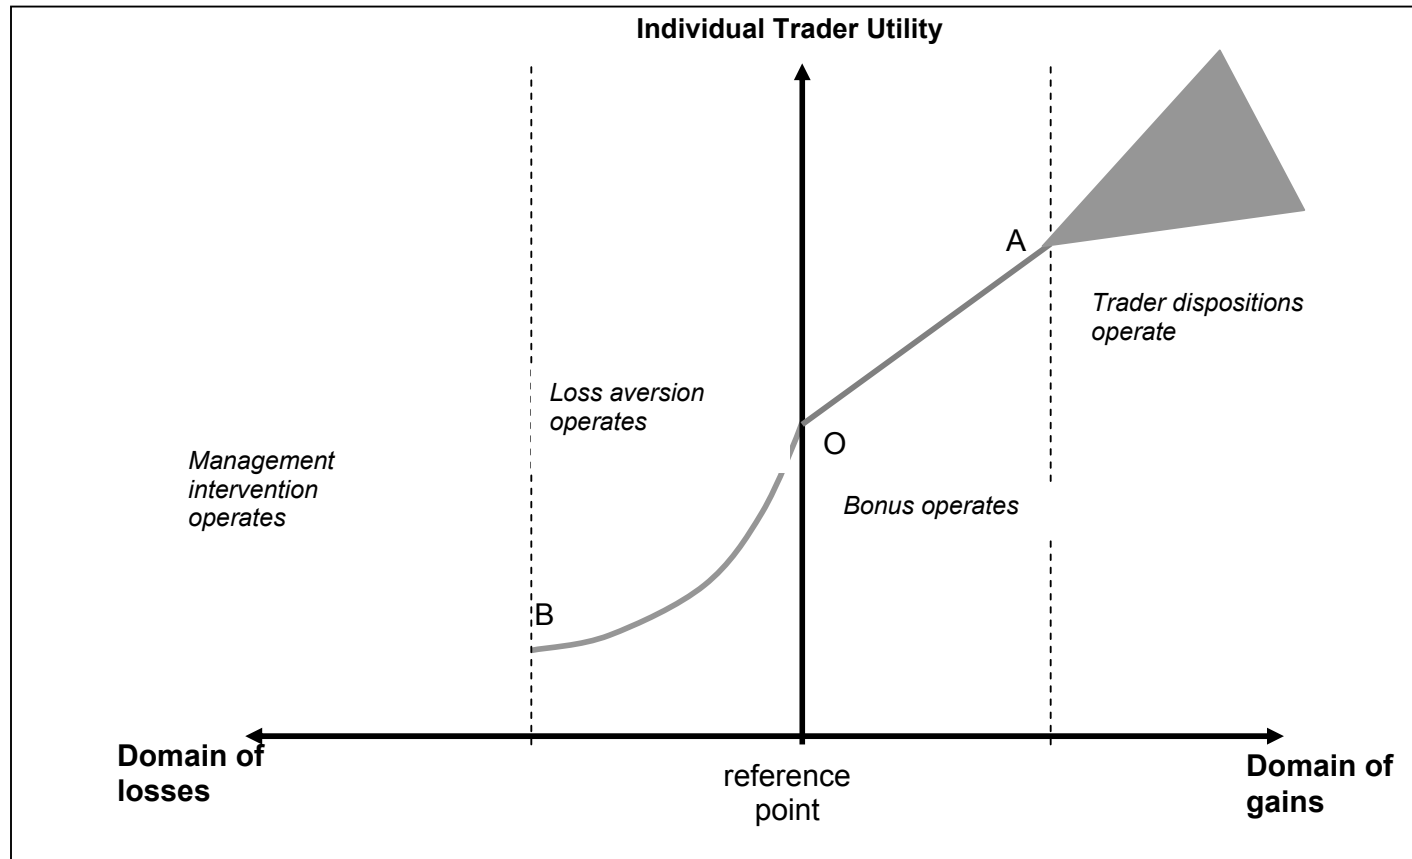 Individual Trader Utility
A
Trader dispositions
operate
Loss aversion
operates
O
Management
intervention
operates
Bonus operates
B
Domain of
losses
reference
point
Domain of
gains